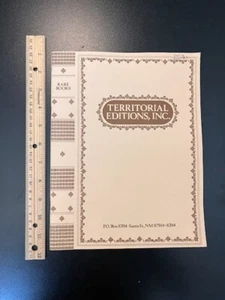 RARE
BOOKS
TERRITORIAL
EDITIONS, INC.
P.O. Box 8394 Santa Fe, NM 87504-8394